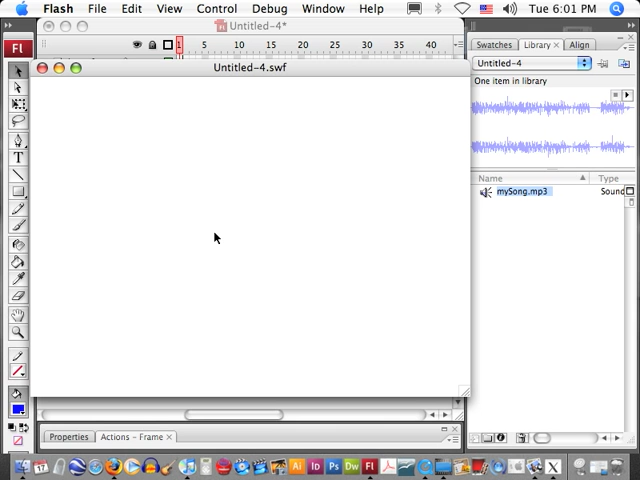 Flash File Edit View Control Debug Window Help Tue 6:01 PM
Untitled-4*
1 5 10 15 20 25 30 35 40
Fl
Untitled-4.swf
Swatches Library Align
Untitled-4
One item in library
Name Type
mySong.mp3 Sound
T
Properties Actions - Frame
17 Ai Id Ps Dw Fl X